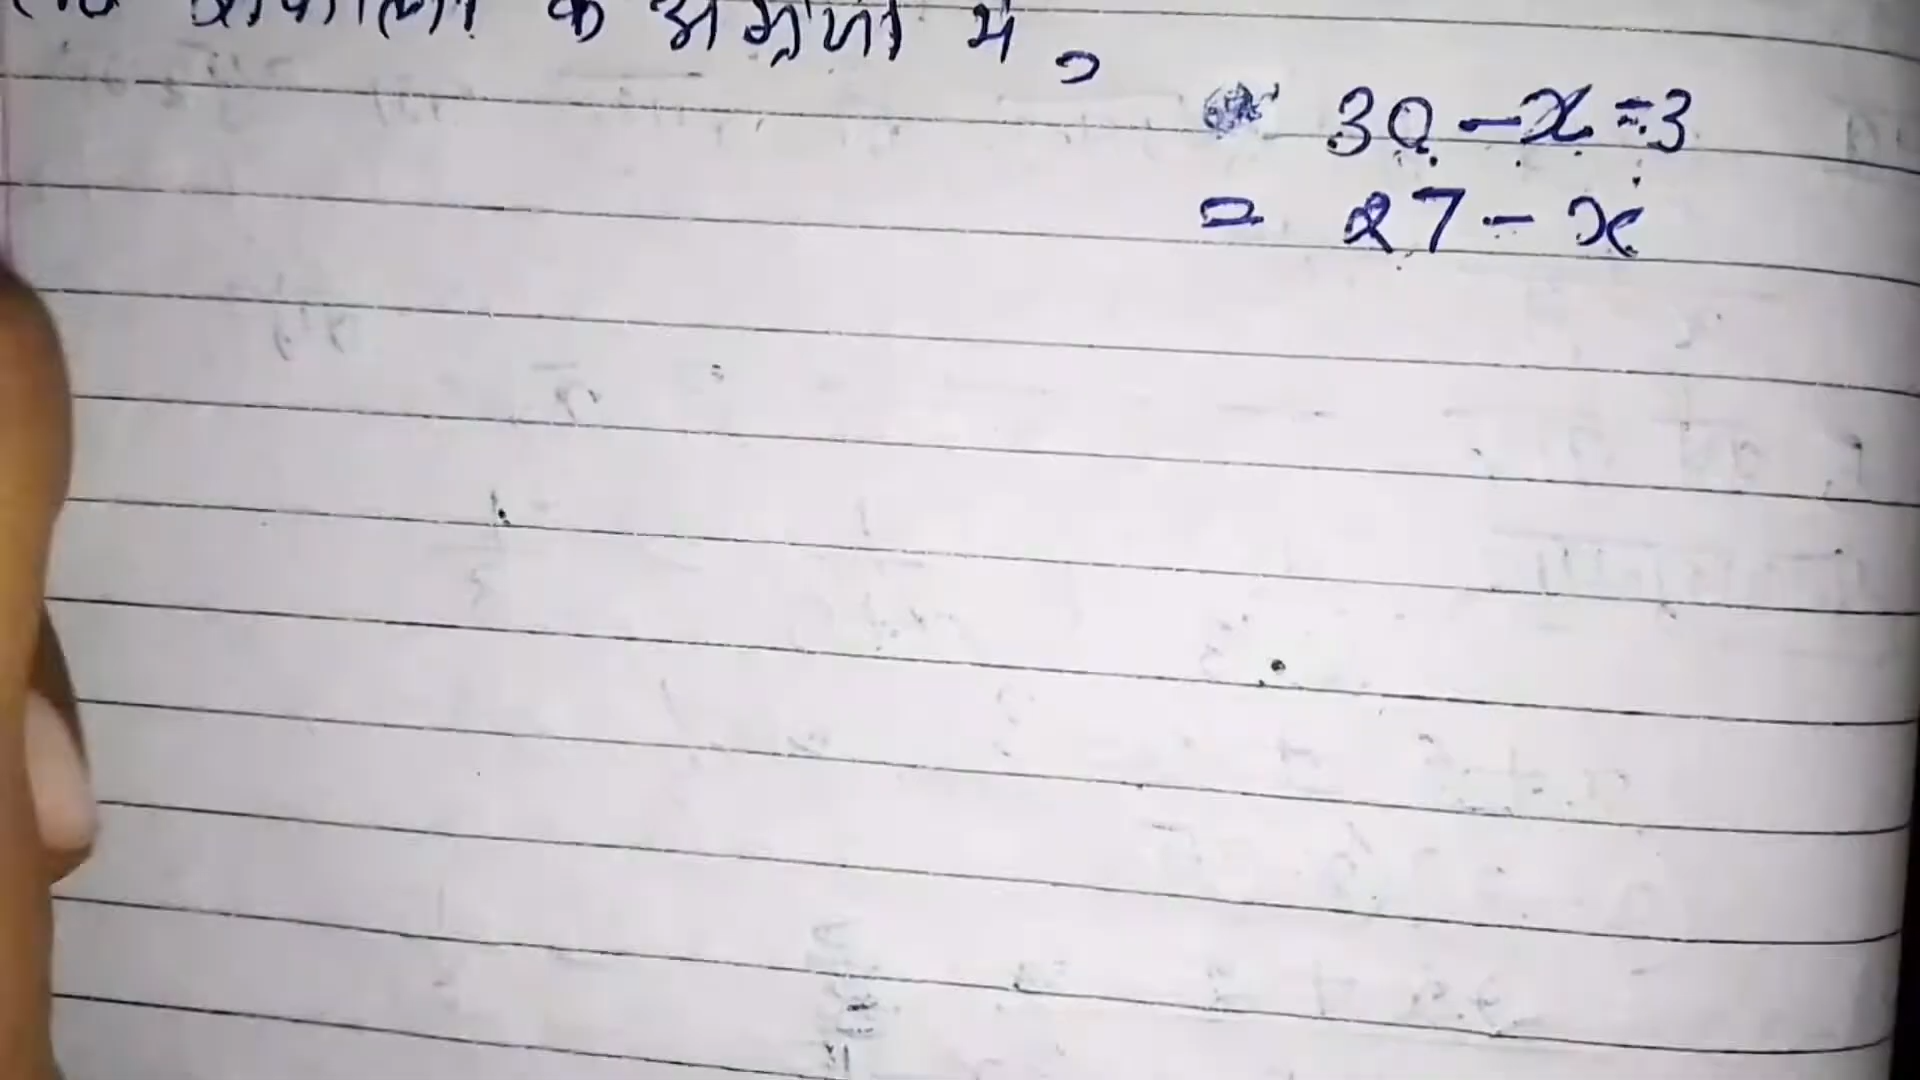 के अंग्रेजी में,
30 - x = 3
= 27 - x